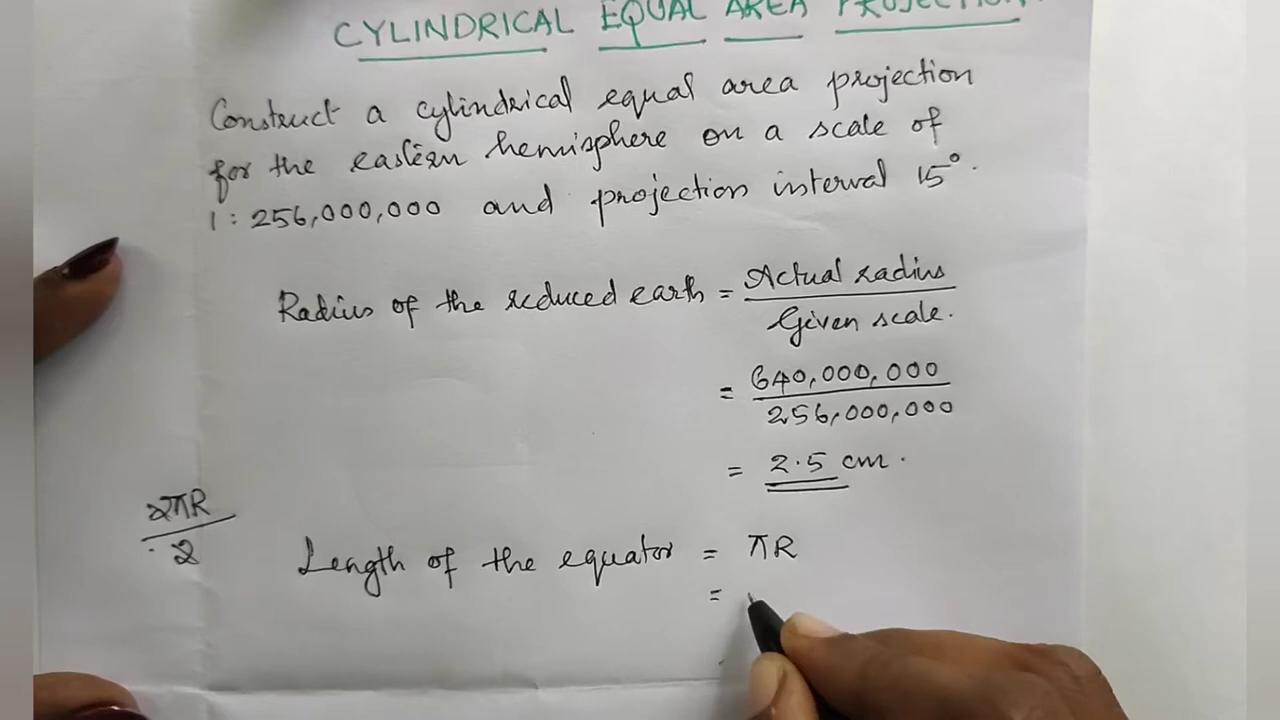 CYLINDRICAL EQUAL AREA PROJECTION
Construct a cylindrical equal area projection
for the eastern hemisphere on a scale of
1 : 256,000,000 and projection interval 15°.
Radius of the reduced earth = Actual radius
Given scale.
= 640,000,000
256,000,000
= 2.5 cm.
2πR
2
Length of the equator = πR
=